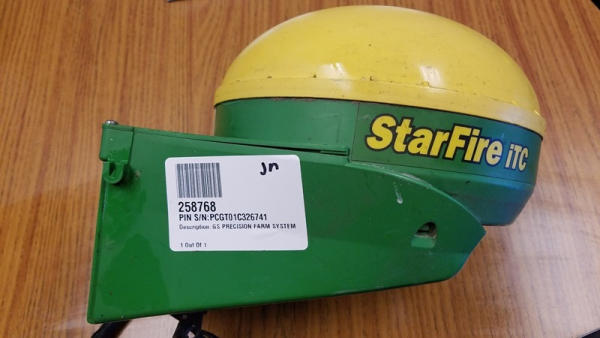 StarFire iTC
Jn
258768
PIN S/N:PCGT01C326741
Description: GS PRECISION FARM SYSTEM
1 Out Of 1